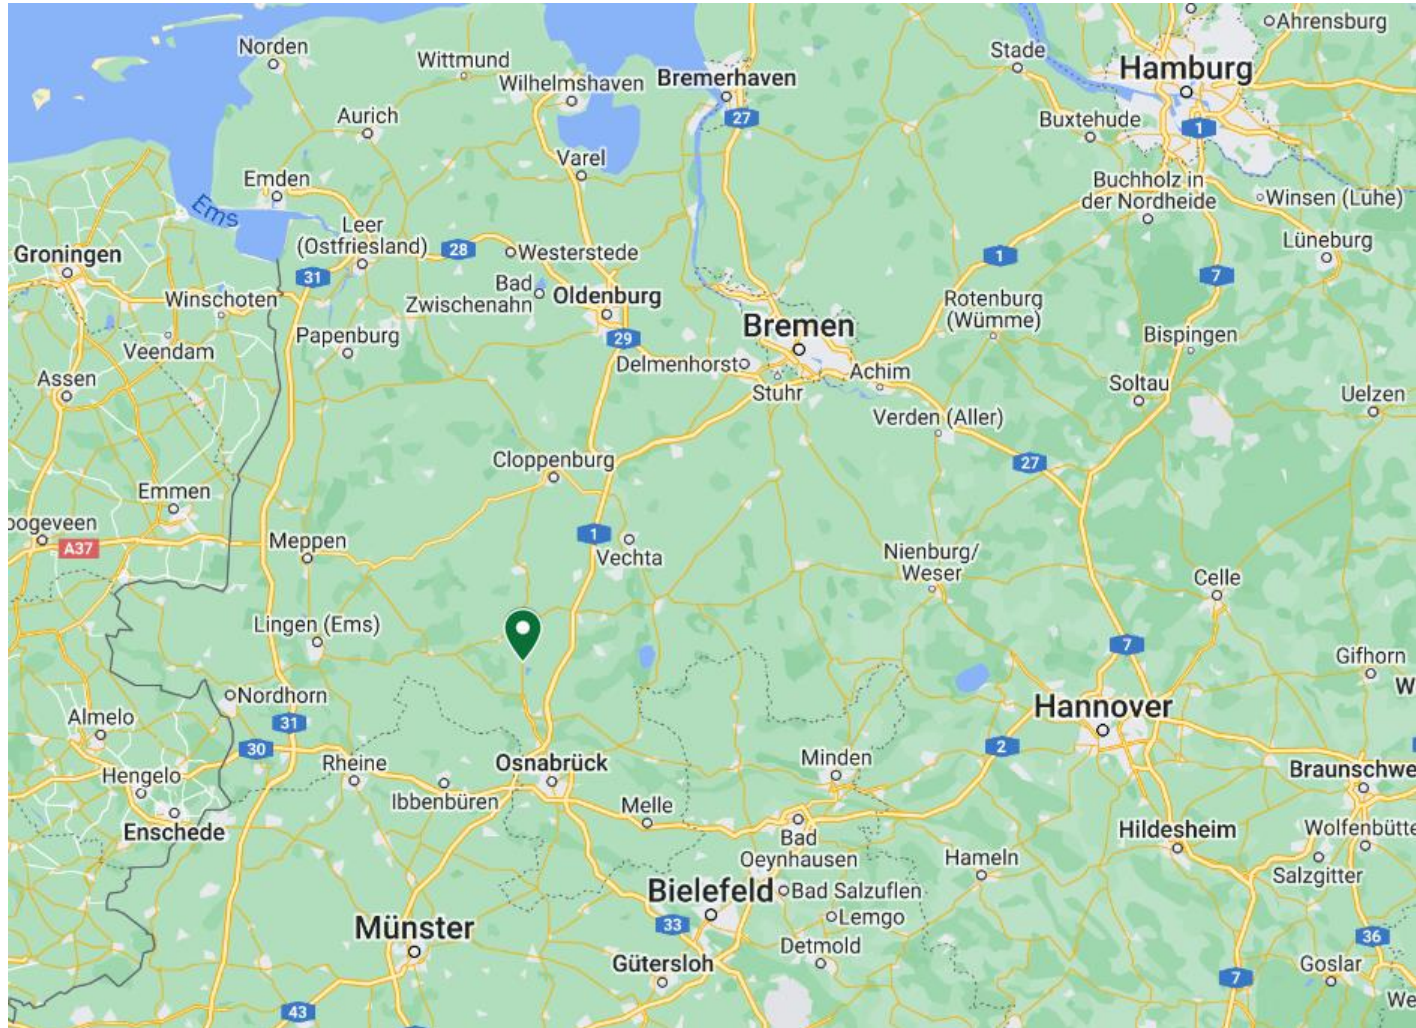 Ahrensburg
Norden
Wittmund
Stade
Hamburg
Wilhelmshaven
Bremerhaven
Aurich
27
Buxtehude
1
Varel
Emden
Buchholz in
der Nordheide
Winsen (Luhe)
Ems
Leer
(Ostfriesland)
28
Westerstede
Groningen
1
Lüneburg
31
7
Bad
Zwischenahn
Oldenburg
Winschoten
Rotenburg
(Wümme)
Bremen
Papenburg
29
Bispingen
Veendam
Delmenhorst
Achim
Assen
Stuhr
Soltau
Uelzen
Verden (Aller)
Cloppenburg
27
Emmen
oogeveen
A37
Meppen
1
Vechta
Nienburg/
Weser
Celle
Lingen (Ems)
7
Gifhorn
Nordhorn
W
Almelo
31
30
Hannover
2
Rheine
Osnabrück
Minden
Hengelo
Ibbenbüren
Braunschwe
Melle
Enschede
Bad
Oeynhausen
Hildesheim
Wolfenbütte
Hameln
Salzgitter
Bielefeld
Bad Salzuflen
Münster
33
Lemgo
36
Detmold
Gütersloh
7
Goslar
43
We